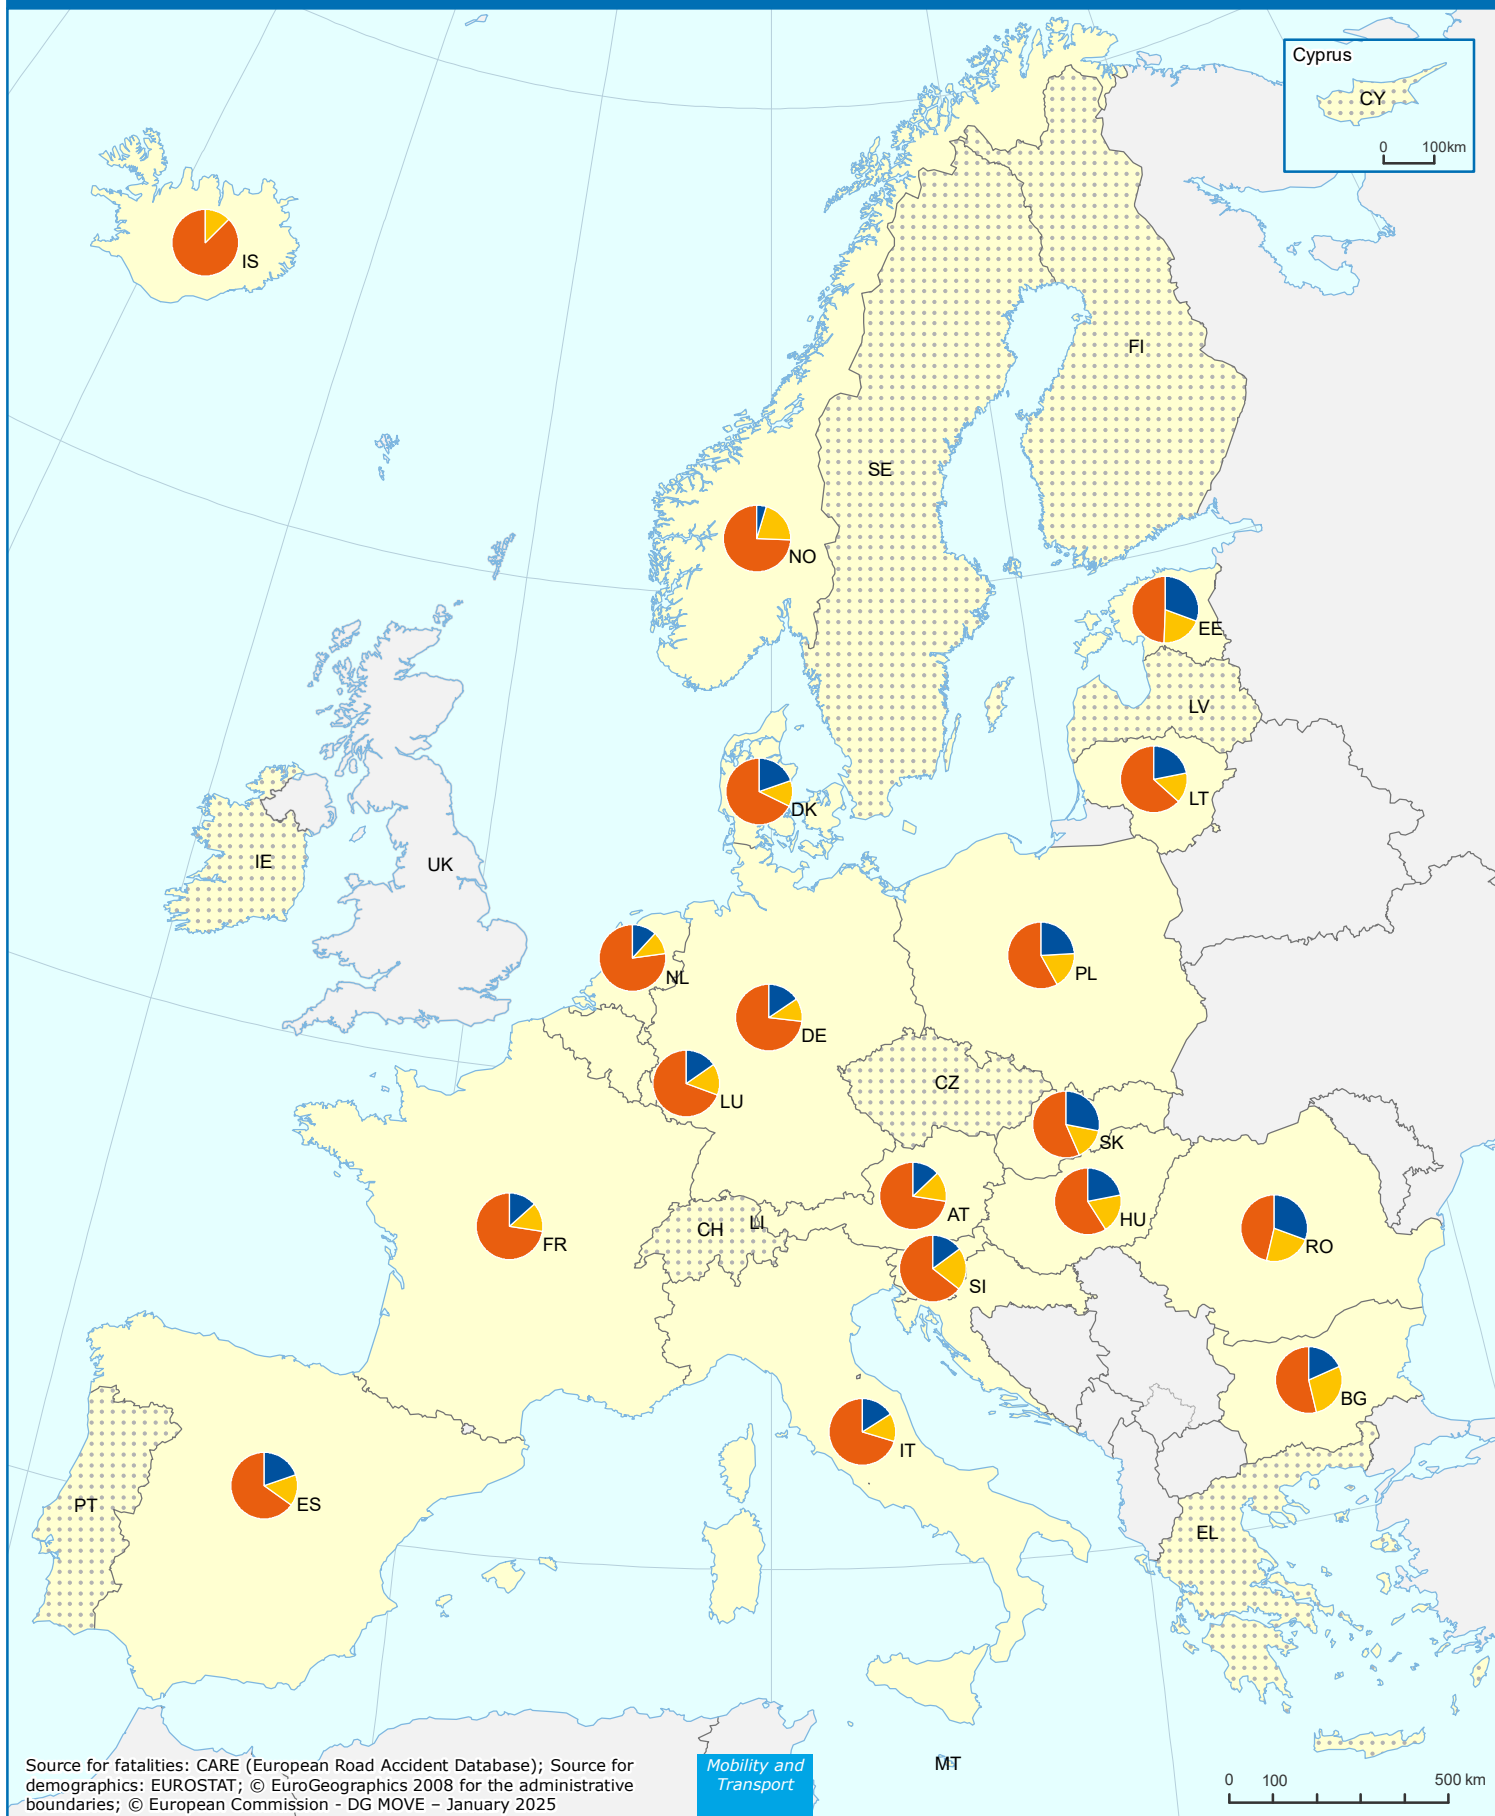 Cyprus
CY
0 100km
IS
FI
SE
NO
EE
LV
LT
DK
IE
UK
NL
PL
DE
CZ
LU
SK
AT
HU
CH
LI
FR
RO
SI
BG
IT
PT
ES
EL
MT
Source for fatalities: CARE (European Road Accident Database); Source for
demographics: EUROSTAT; © EuroGeographics 2008 for the administrative
boundaries; © European Commission - DG MOVE – January 2025
Mobility and
Transport
0 100 500 km